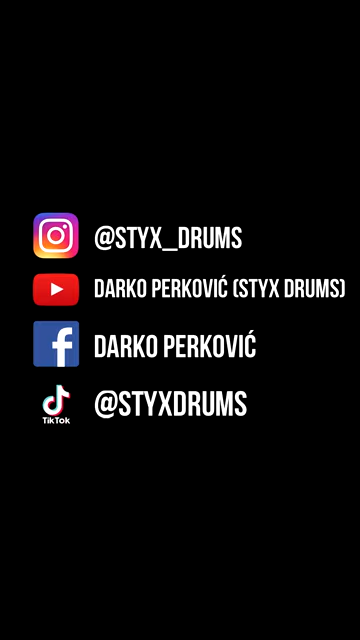 @STYX_DRUMS
DARKO PERKOVIĆ (STYX DRUMS)
DARKO PERKOVIĆ
@STYXDRUMS
TikTok